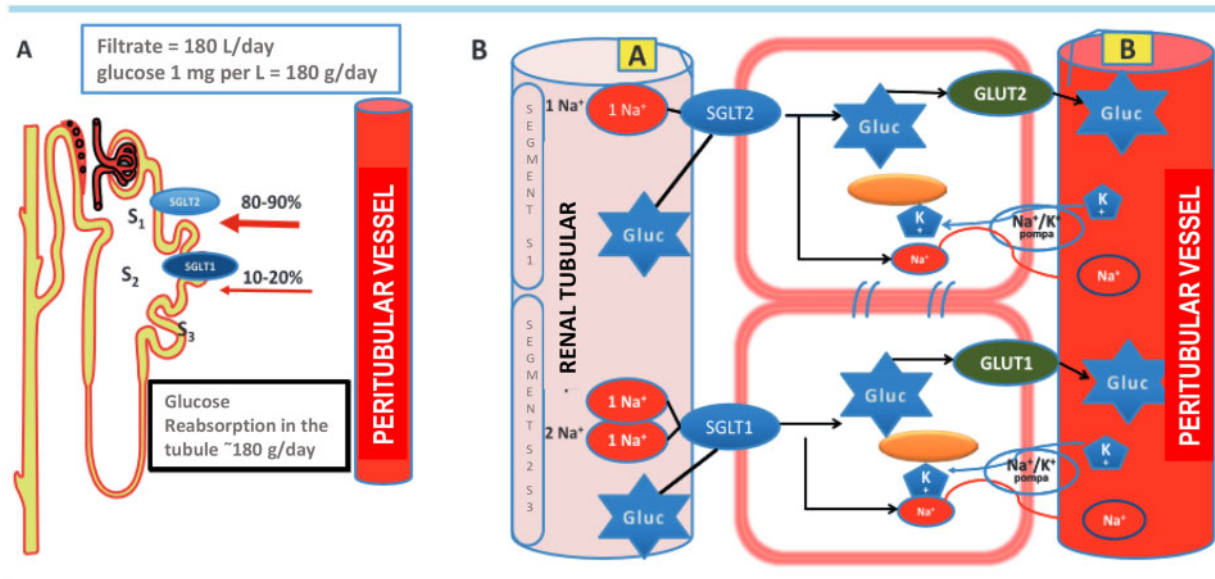 A
Filtrate = 180 L/day
glucose 1 mg per L = 180 g/day
S1
SGLT2
80-90%
S2
SGLT1
10-20%
S3
Glucose
Reabsorption in the
tubule ~180 g/day
PERITUBULAR VESSEL
B
A
B
SEGMENT S1
SEGMENT S2 S3
RENAL TUBULAR
1 Na⁺
1 Na⁺
SGLT2
Gluc
Gluc
GLUT2
Gluc
K
+
Na⁺
Na⁺/K⁺
pompa
K
+
Na⁺
2 Na⁺
1 Na⁺
1 Na⁺
SGLT1
Gluc
Gluc
GLUT1
Gluc
K
+
Na⁺
Na⁺/K⁺
pompa
K
+
Na⁺
PERITUBULAR VESSEL